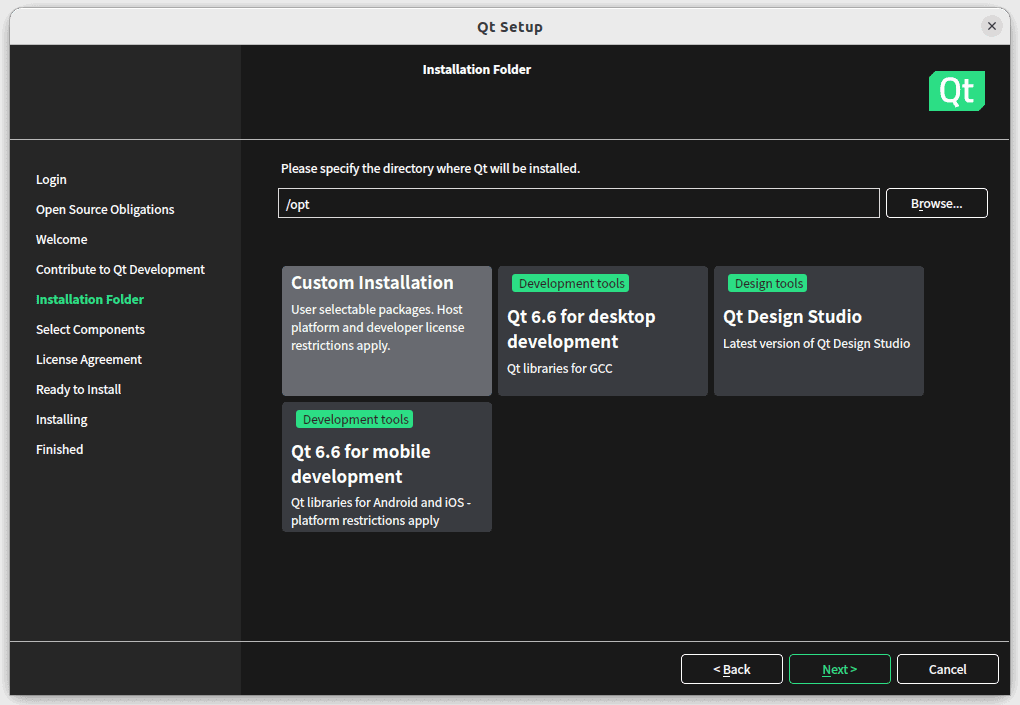 Qt Setup
Installation Folder
Qt
Login
Open Source Obligations
Welcome
Contribute to Qt Development
Installation Folder
Select Components
License Agreement
Ready to Install
Installing
Finished
Please specify the directory where Qt will be installed.
/opt
Browse...
Custom Installation
User selectable packages. Host
platform and developer license
restrictions apply.
Development tools
Qt 6.6 for desktop
development
Qt libraries for GCC
Design tools
Qt Design Studio
Latest version of Qt Design Studio
Development tools
Qt 6.6 for mobile
development
Qt libraries for Android and iOS -
platform restrictions apply
< Back
Next >
Cancel